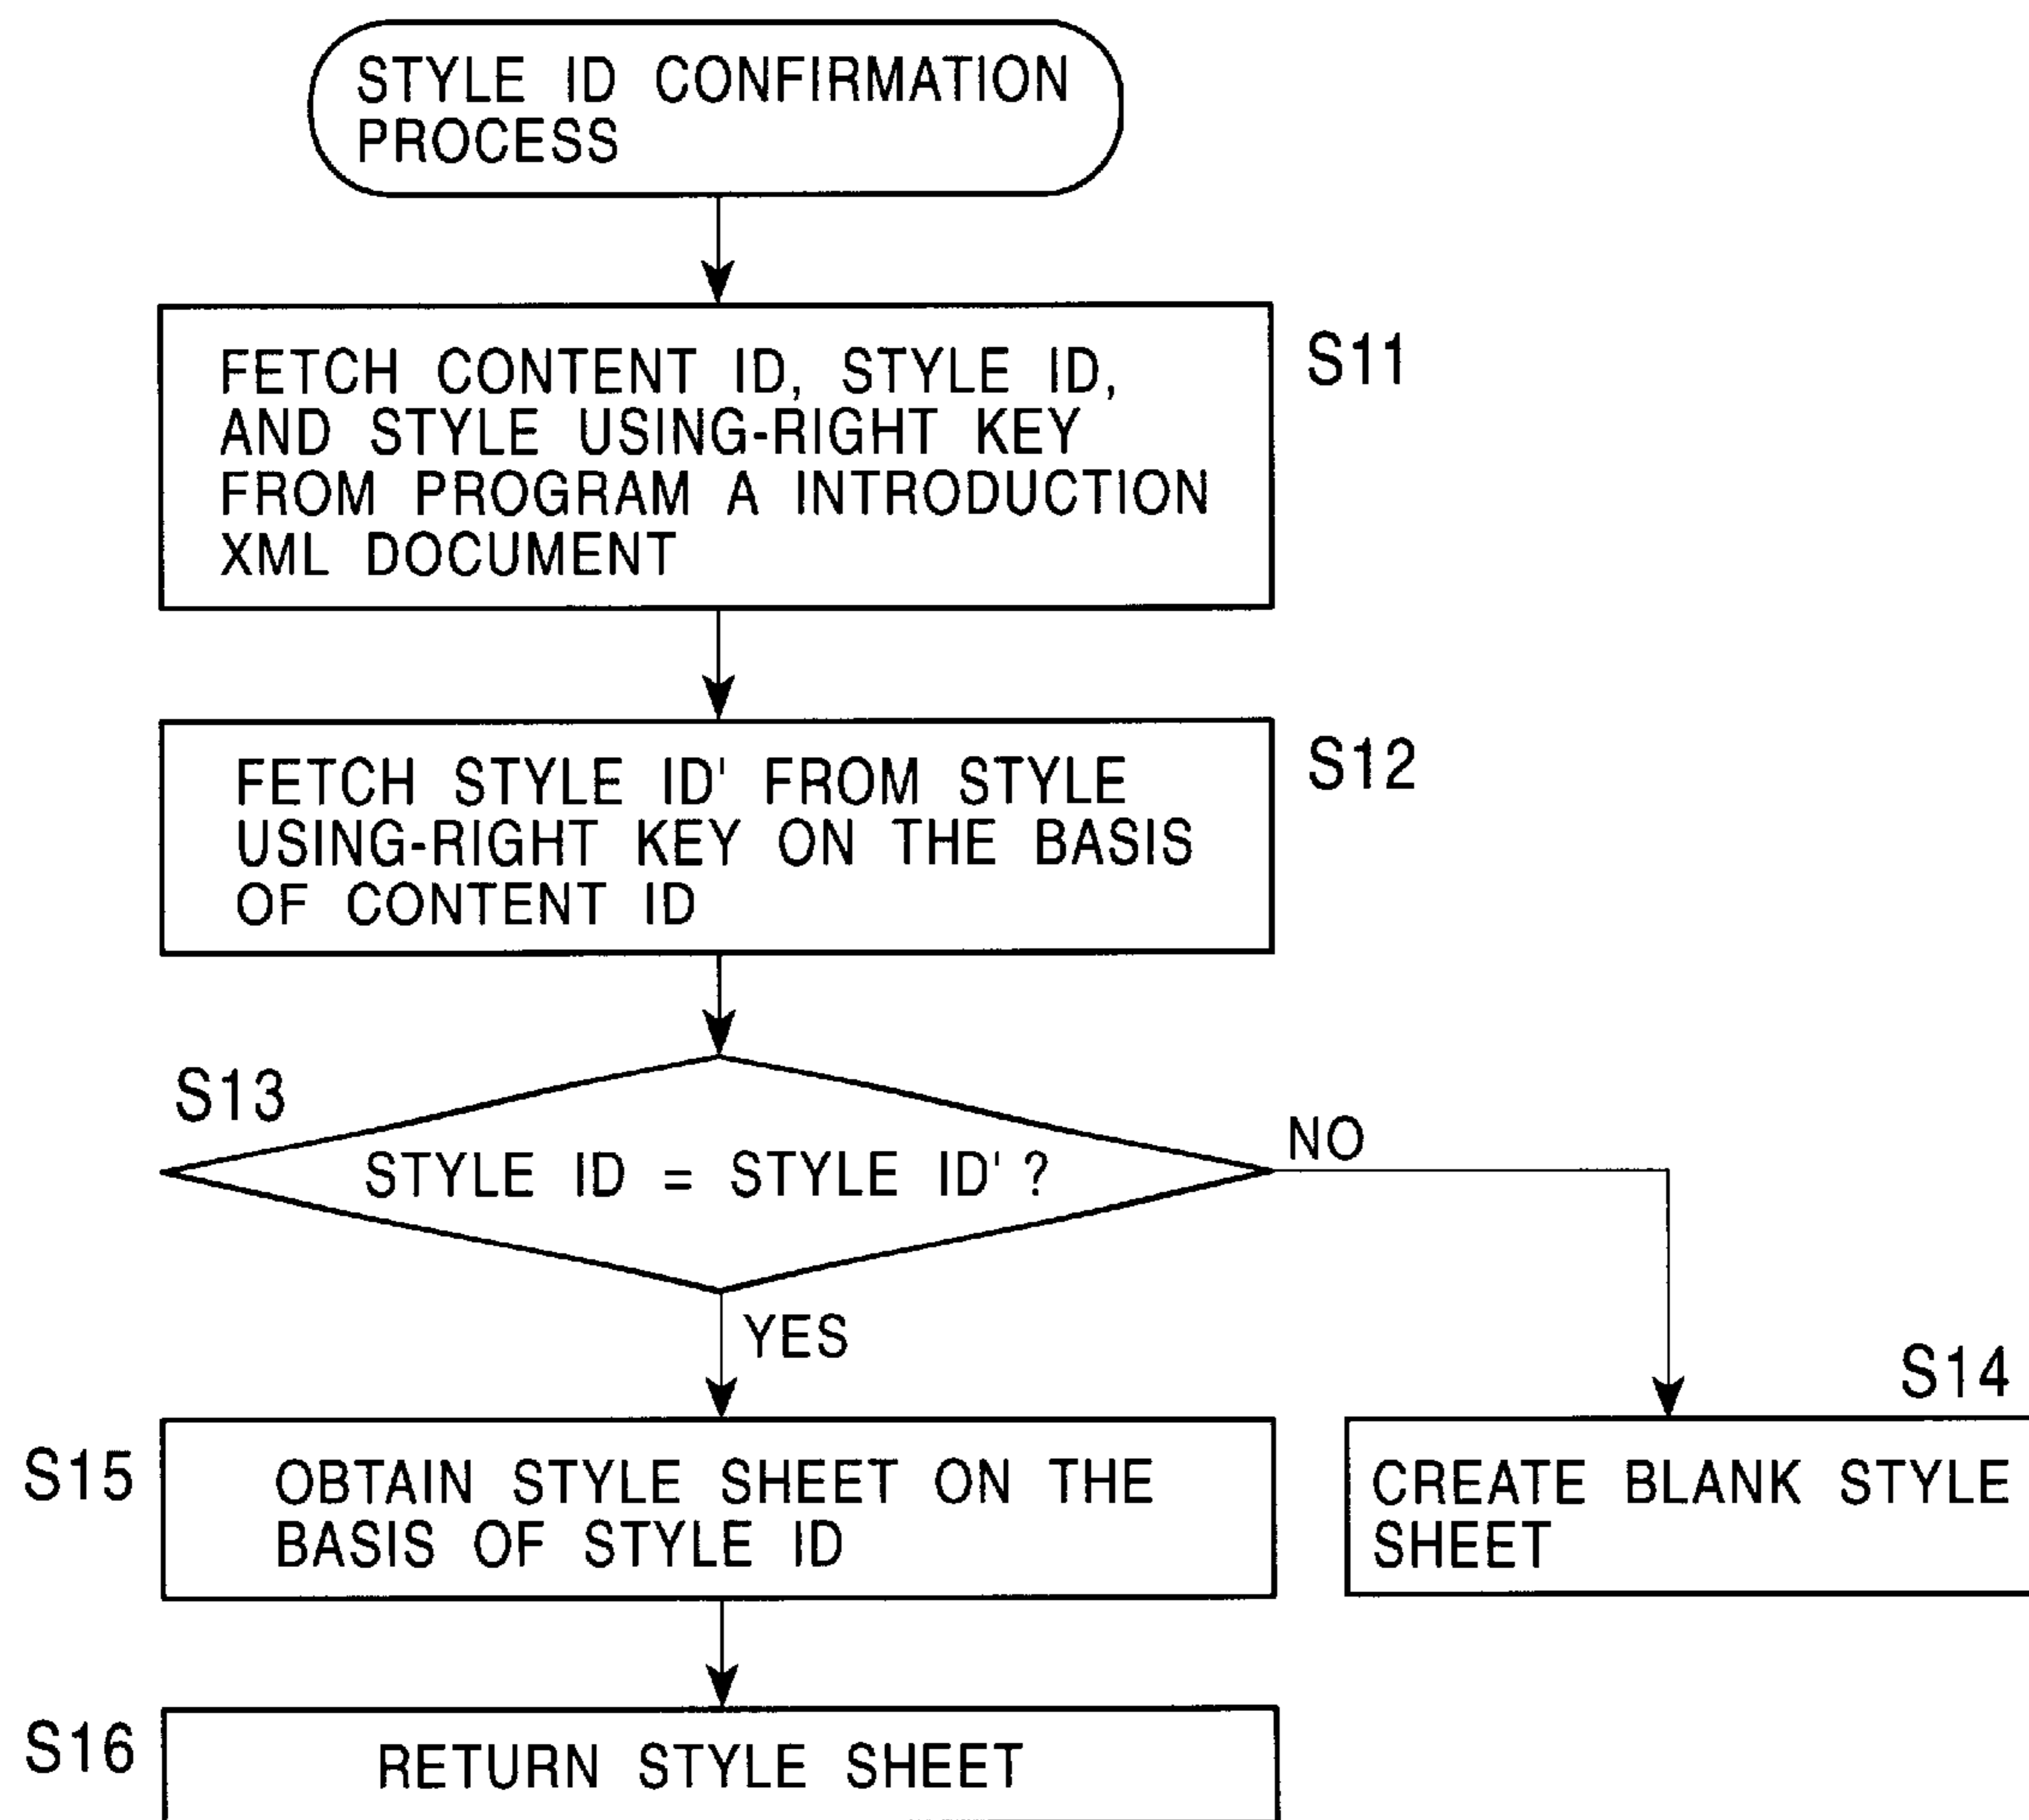 STYLE ID CONFIRMATION
PROCESS
FETCH CONTENT ID, STYLE ID,
AND STYLE USING-RIGHT KEY
FROM PROGRAM A INTRODUCTION
XML DOCUMENT
S11
FETCH STYLE ID' FROM STYLE
USING-RIGHT KEY ON THE BASIS
OF CONTENT ID
S12
S13
STYLE ID = STYLE ID' ?
NO
YES
S14
S15
OBTAIN STYLE SHEET ON THE
BASIS OF STYLE ID
CREATE BLANK STYLE
SHEET
S16
RETURN STYLE SHEET